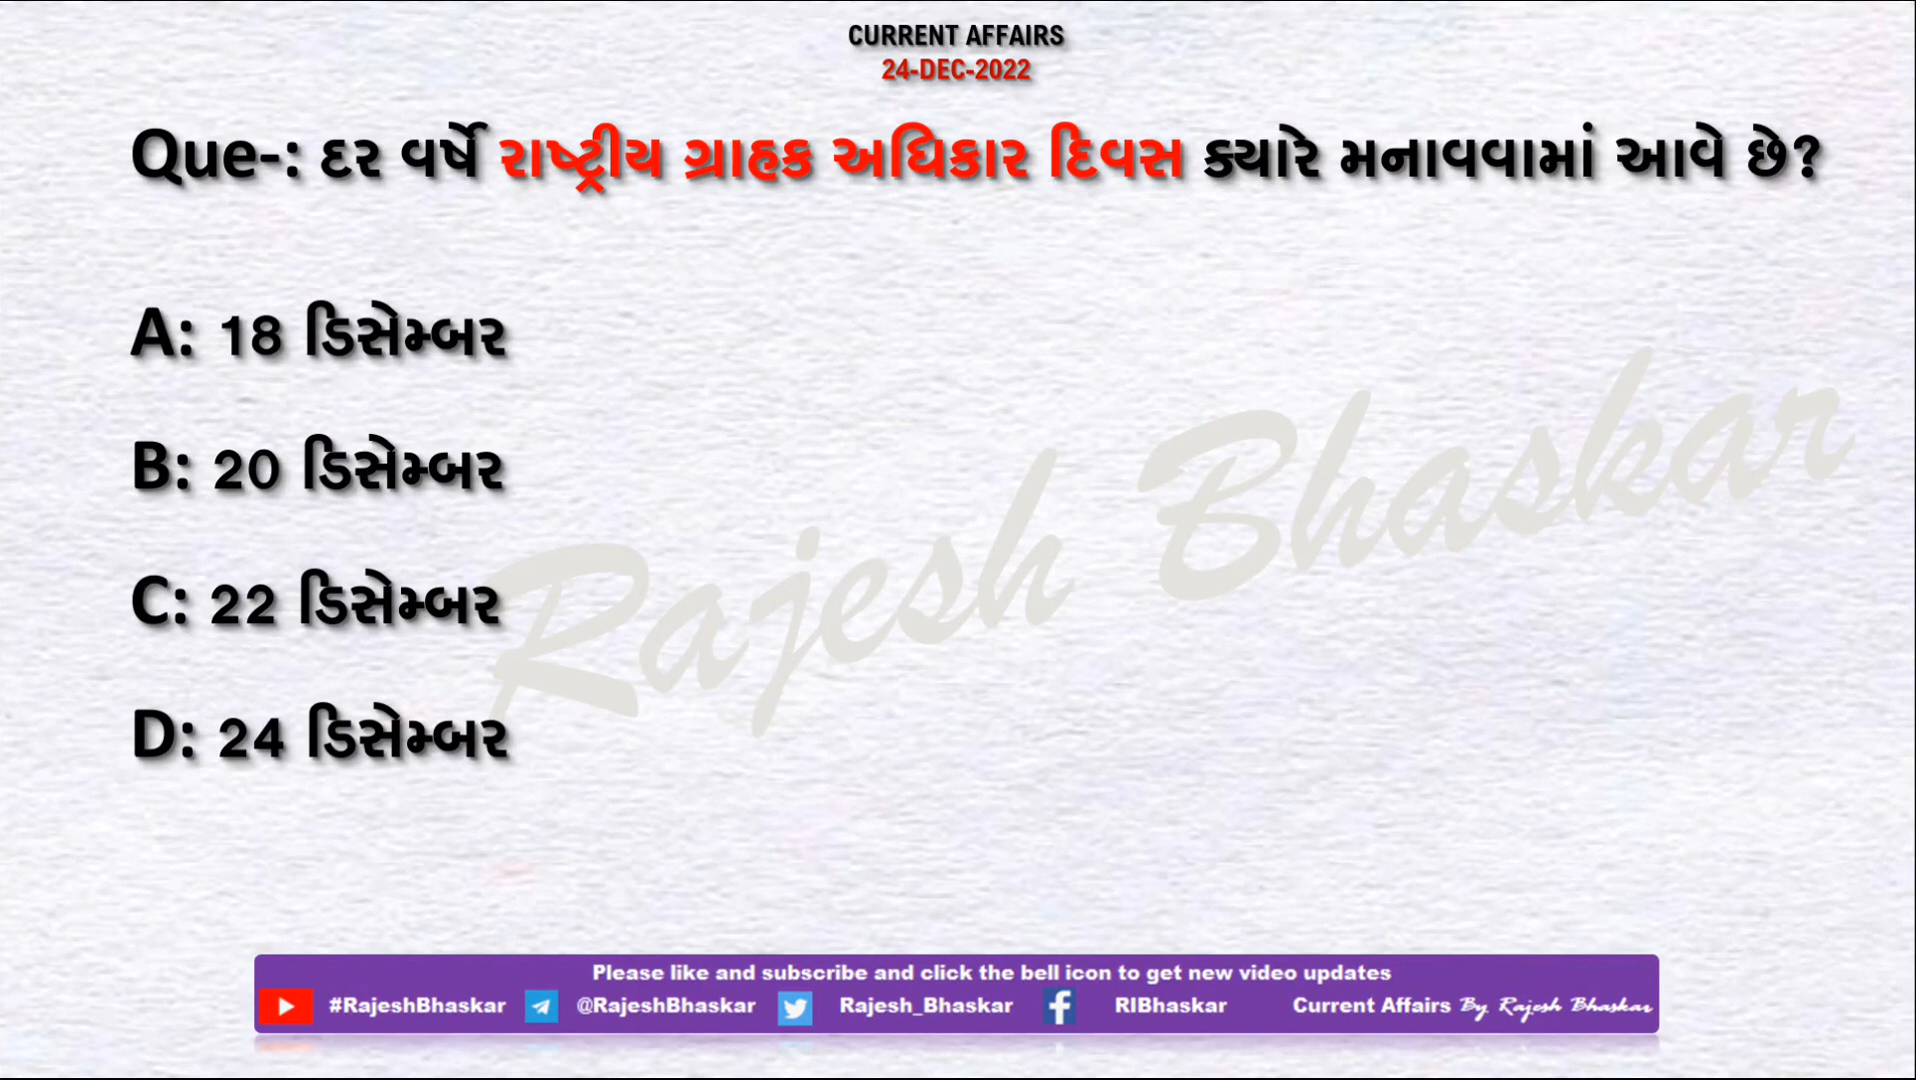 CURRENT AFFAIRS
24-DEC-2022
Que-: દર વર્ષે રાષ્ટ્રીય ગ્રાહક અધિકાર દિવસ ક્યારે મનાવવામાં આવે છે?
A: 18 ડિસેમ્બર
B: 20 ડિસેમ્બર
C: 22 ડિસેમ્બર
D: 24 ડિસેમ્બર
Rajesh Bhaskar
Please like and subscribe and click the bell icon to get new video updates
#RajeshBhaskar @RajeshBhaskar Rajesh_Bhaskar RIBhaskar Current Affairs By Rajesh Bhaskar